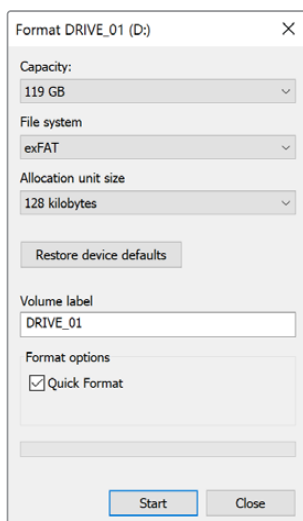 Format DRIVE_01 (D:)
Capacity:
119 GB
File system
exFAT
Allocation unit size
128 kilobytes
Restore device defaults
Volume label
DRIVE_01
Format options
Quick Format
Start Close